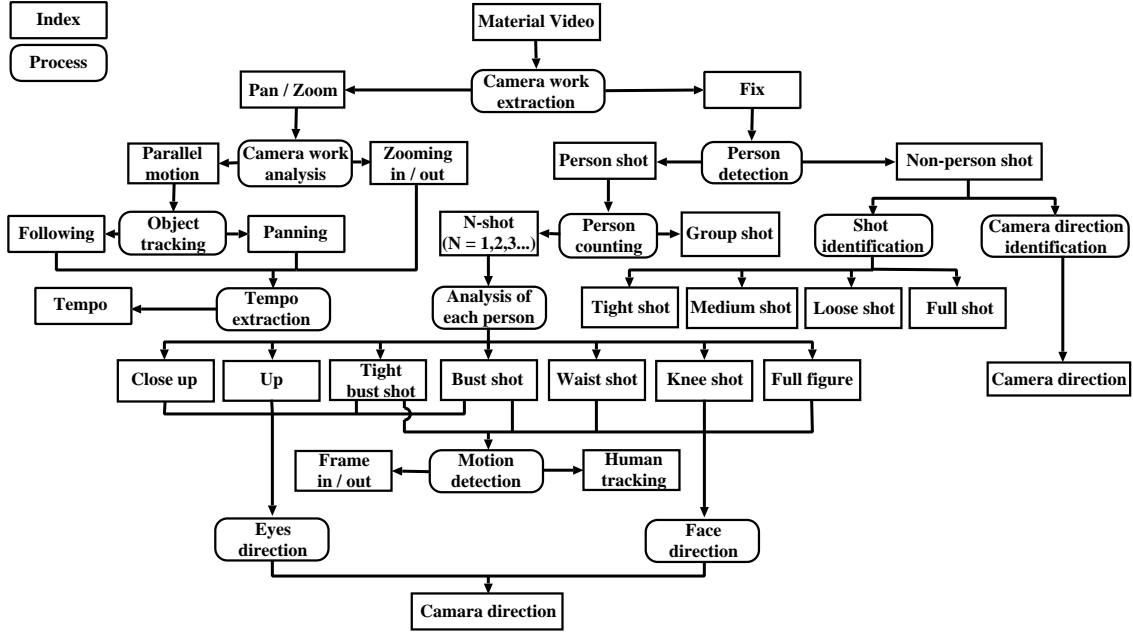 Index
Process
Material Video
Camera work
extraction
Pan / Zoom
Fix
Parallel
motion
Camera work
analysis
Zooming
in / out
Person shot
Person
detection
Non-person shot
Following
Object
tracking
Panning
N-shot
(N = 1,2,3...)
Person
counting
Group shot
Shot
identification
Camera direction
identification
Tempo
Tempo
extraction
Analysis of
each person
Tight shot
Medium shot
Loose shot
Full shot
Close up
Up
Tight
bust shot
Bust shot
Waist shot
Knee shot
Full figure
Camera direction
Frame
in / out
Motion
detection
Human
tracking
Eyes
direction
Face
direction
Camara direction